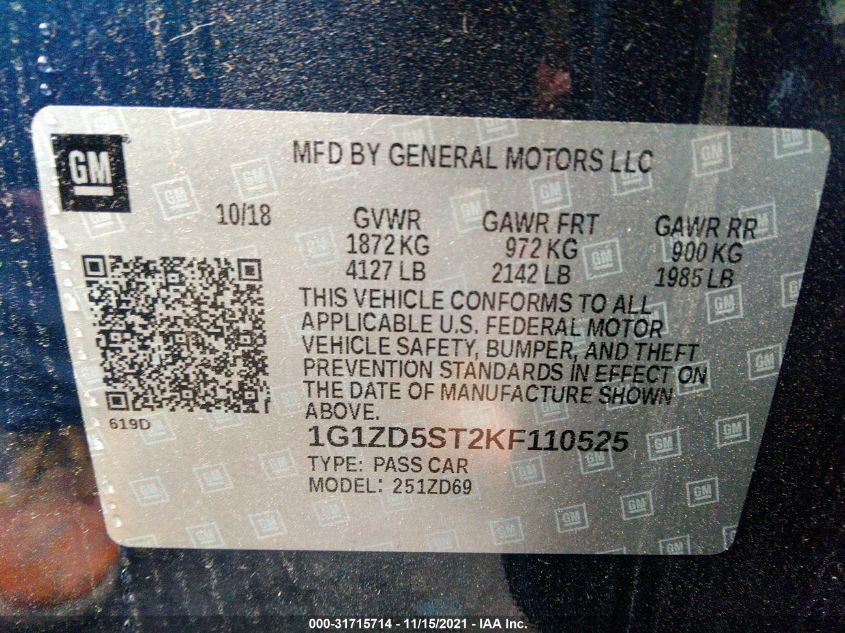 GM
MFD BY GENERAL MOTORS LLC
10/18 GVWR GAWR FRT GAWR RR
1872 KG 972 KG 900 KG
4127 LB 2142 LB 1985 LB
THIS VEHICLE CONFORMS TO ALL
APPLICABLE U.S. FEDERAL MOTOR
VEHICLE SAFETY, BUMPER, AND THEFT
PREVENTION STANDARDS IN EFFECT ON
THE DATE OF MANUFACTURE SHOWN
ABOVE.
619D
1G1ZD5ST2KF110525
TYPE: PASS CAR
MODEL: 251ZD69
000-31715714 - 11/15/2021 - IAA Inc.